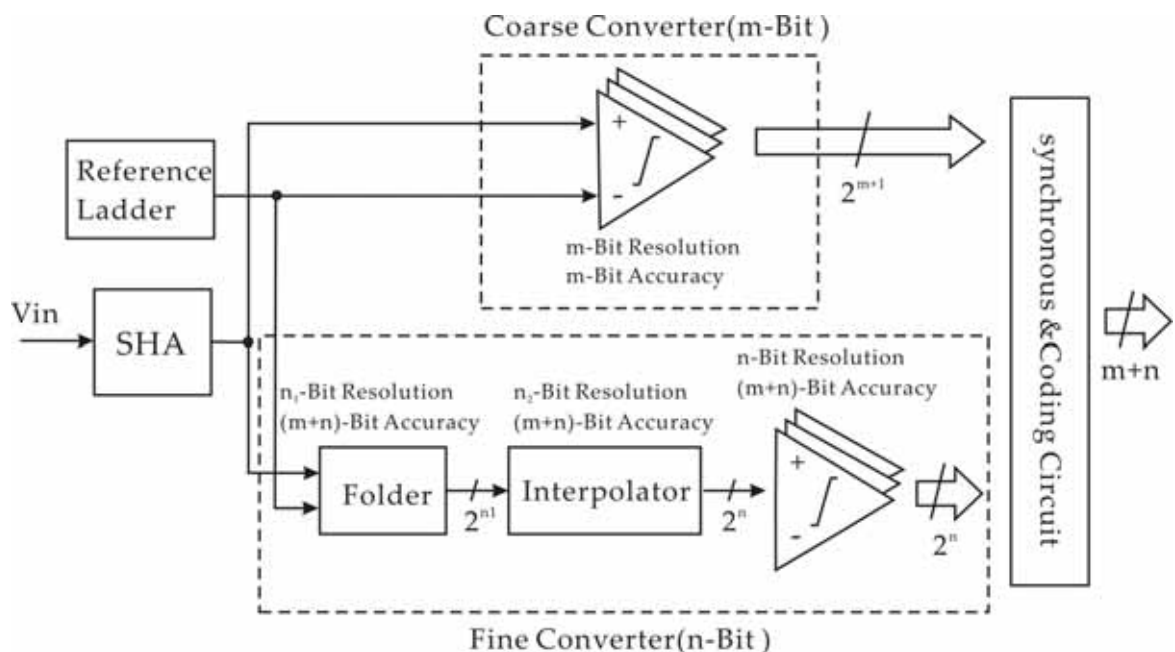 Coarse Converter(m-Bit )
Reference
Ladder
+
-
2^{m+1}
m-Bit Resolution
m-Bit Accuracy
synchronous &Coding Circuit
Vin
SHA
m+n
n₁-Bit Resolution
(m+n)-Bit Accuracy
n₂-Bit Resolution
(m+n)-Bit Accuracy
n-Bit Resolution
(m+n)-Bit Accuracy
Folder
2^{n1}
Interpolator
2^{n}
+
-
2^{n}
Fine Converter(n-Bit)